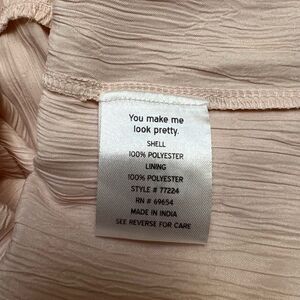 You make me
look pretty.
SHELL
100% POLYESTER
LINING
100% POLYESTER
STYLE # 77224
RN # 69654
MADE IN INDIA
SEE REVERSE FOR CARE